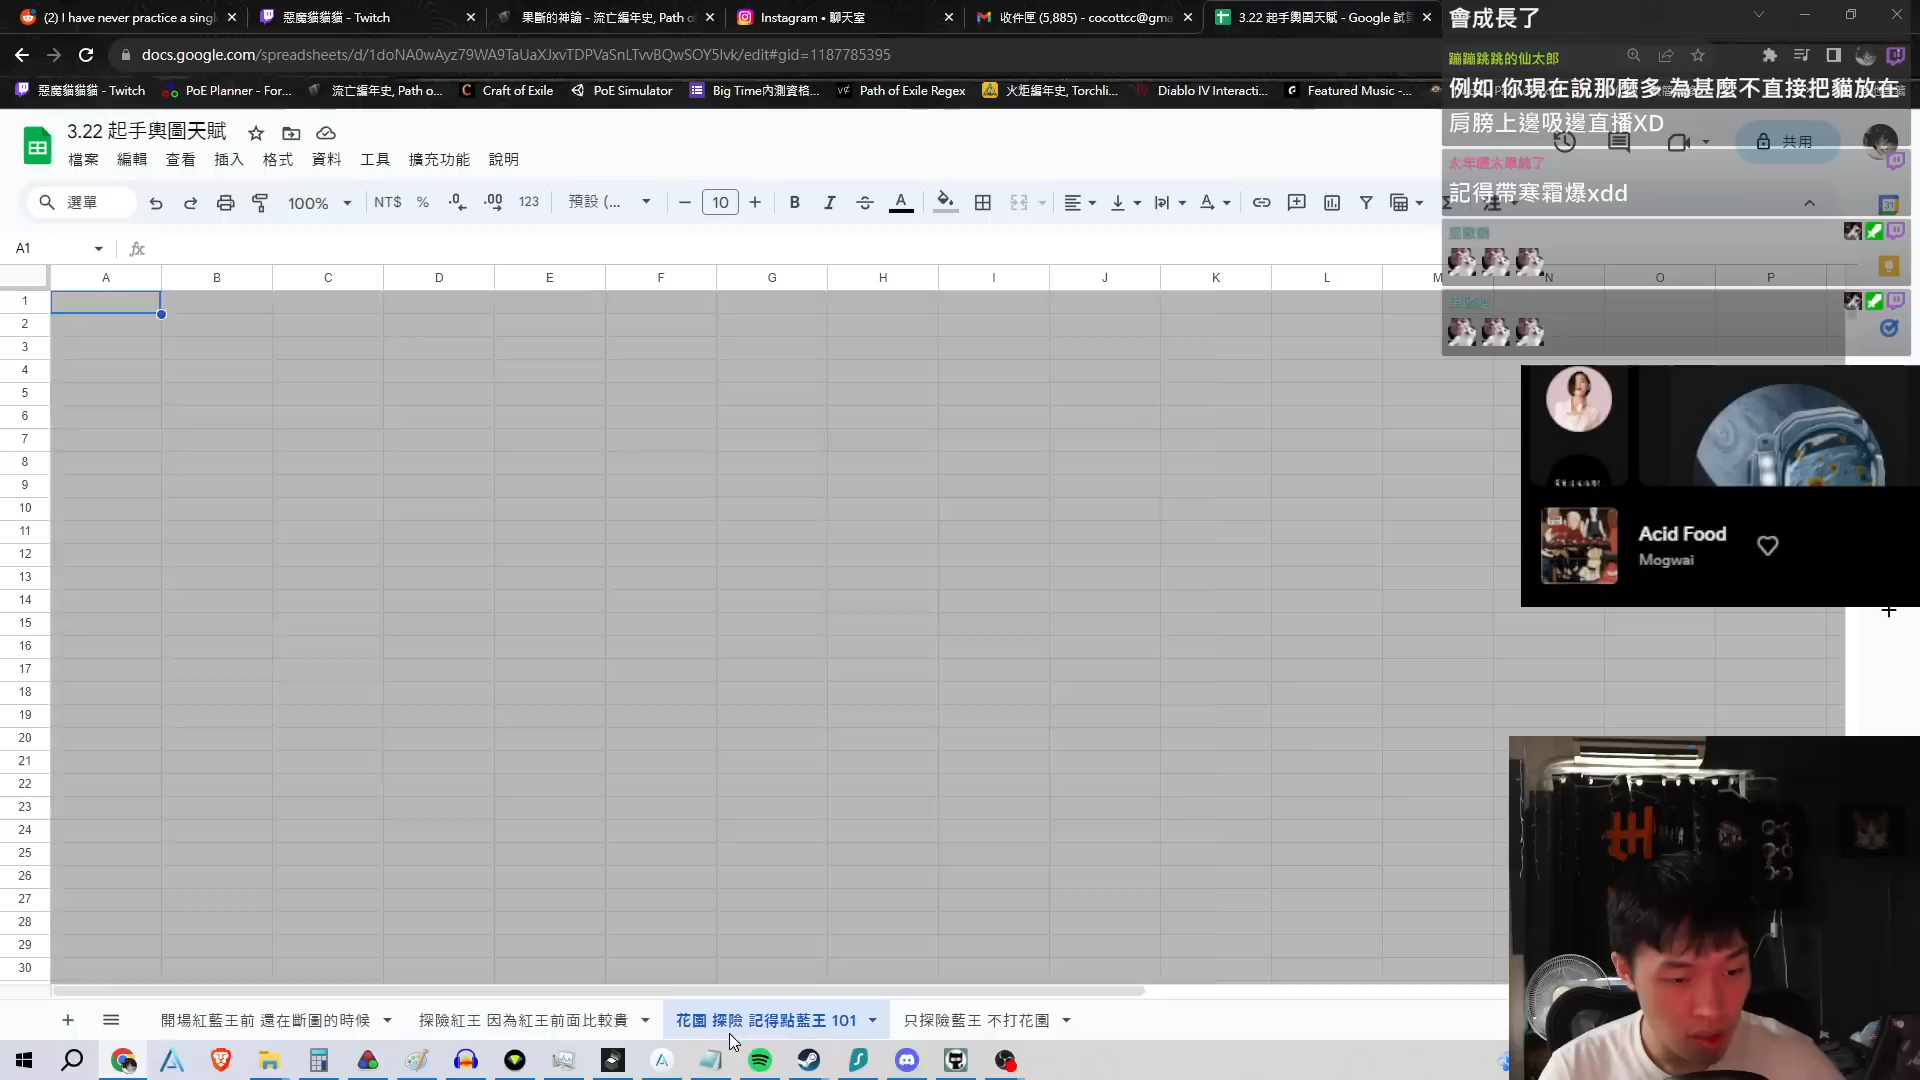 (2) I have never practice a sing
惡魔貓貓貓 - Twitch
果斷的神諭 - 流亡編年史, Path o
Instagram • 聊天室
收件匣 (5,885) - cocottcc@gma
3.22 起手輿圖天賦 - Google 試
會成長了
docs.google.com/spreadsheets/d/1doNA0wAyz79WA9TaUaXJxvTDPVaSnLTvvBQwSOY5lvk/edit#gid=1187785395
蹦蹦跳跳的仙太郎
惡魔貓貓貓 - Twitch
PoE Planner - For...
流亡編年史, Path o...
Craft of Exile
PoE Simulator
Big Time內測資格...
Path of Exile Regex
火炬編年史, Torchli...
Diablo IV Interacti...
Featured Music -...
例如 你現在說那麼多 為甚麼不直接把貓放在
肩膀上邊吸邊直播XD
3.22 起手輿圖天賦
檔案 編輯 查看 插入 格式 資料 工具 擴充功能 說明
共用
記得帶寒霜爆xdd
選單
100%
NT$ % .0 .00 123
預設 (...
10
A1
A B C D E F G H I J K L M N O P
1
2
3
4
5
6
7
8
9
10
11
12
13
14
15
16
17
18
19
20
21
22
23
24
25
26
27
28
29
30
Acid Food
Mogwai
開場紅藍王前 還在斷圖的時候
探險紅王 因為紅王前面比較貴
花園 探險 記得點藍王 101
只探險藍王 不打花園